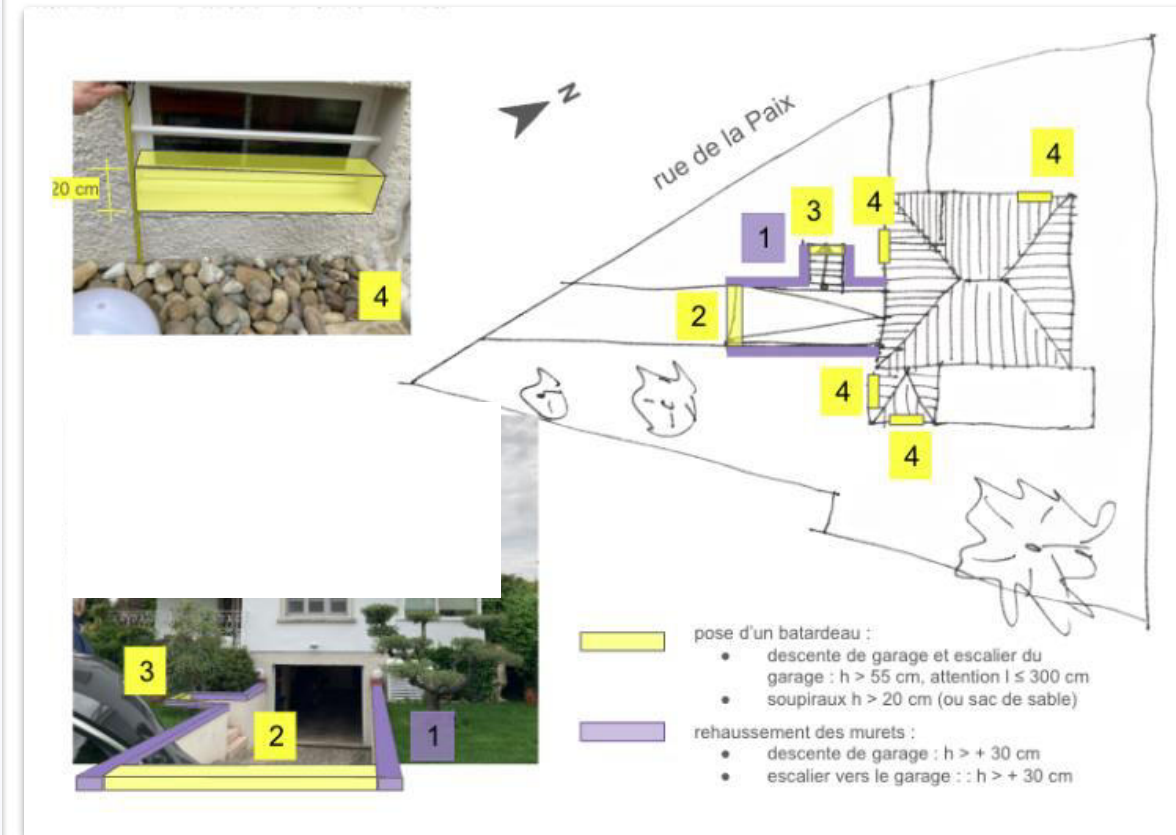 20 cm
4
N
rue de la Paix
4
4
3
1
2
4
4
3
2
1
pose d'un batardeau :
● descente de garage et escalier du
garage : h > 55 cm, attention l ≤ 300 cm
● soupiraux h > 20 cm (ou sac de sable)
rehaussement des murets :
● descente de garage : h > + 30 cm
● escalier vers le garage : : h > + 30 cm